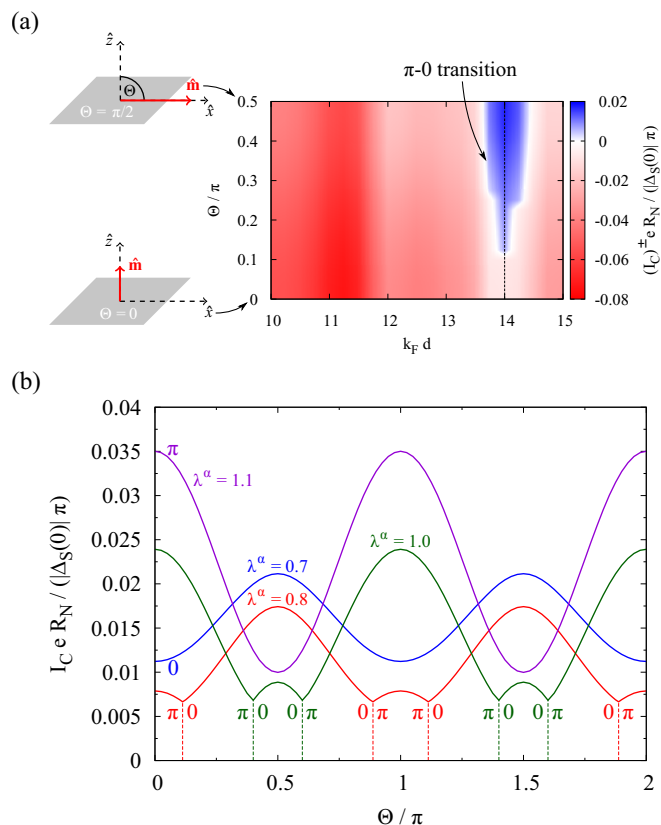 (a)
ẑ
Θ
m̂
x̂
Θ = π/2
ẑ
m̂
x̂
Θ = 0
π-0 transition
0.5
0.4
0.3
0.2
0.1
0
Θ / π
10 11 12 13 14 15
k_F d
0.02
0
-0.02
-0.04
-0.06
-0.08
(I_C)^± e R_N / (|Δ_S(0)| π)
(b)
0.04
0.035
0.03
0.025
0.02
0.015
0.01
0.005
0
I_C e R_N / (|Δ_S(0)| π)
π
λ^α = 1.1
λ^α = 1.0
λ^α = 0.7
λ^α = 0.8
0
π 0 π 0 0 π 0 π π 0 π 0 0 π 0 π
0 0.5 1 1.5 2
Θ / π